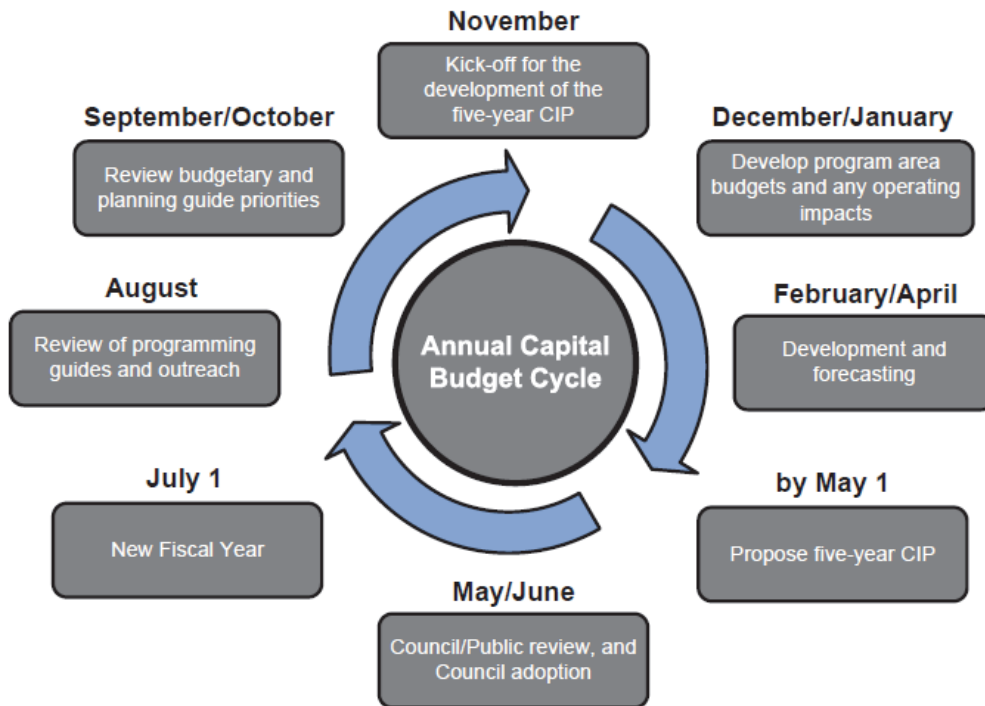 November
Kick-off for the
development of the
five-year CIP
December/January
Develop program area
budgets and any operating
impacts
February/April
Development and
forecasting
by May 1
Propose five-year CIP
May/June
Council/Public review, and
Council adoption
July 1
New Fiscal Year
August
Review of programming
guides and outreach
September/October
Review budgetary and
planning guide priorities
Annual Capital
Budget Cycle